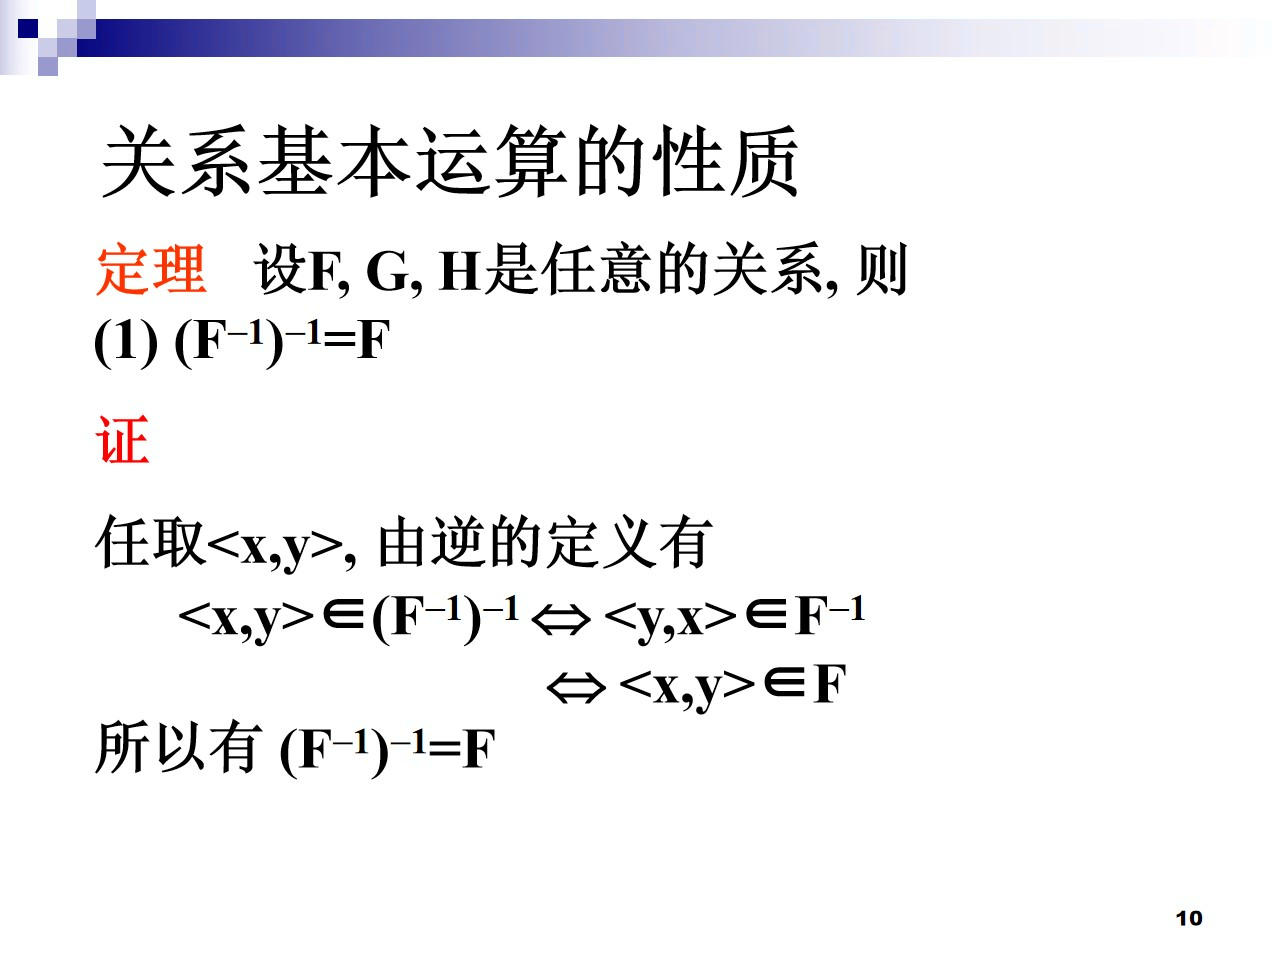 关系基本运算的性质
定理 设F, G, H是任意的关系, 则
(1) (F⁻¹)⁻¹=F
证
任取<x,y>, 由逆的定义有
<x,y>∈(F⁻¹)⁻¹ ⇔ <y,x>∈F⁻¹
⇔ <x,y>∈F
所以有 (F⁻¹)⁻¹=F
10